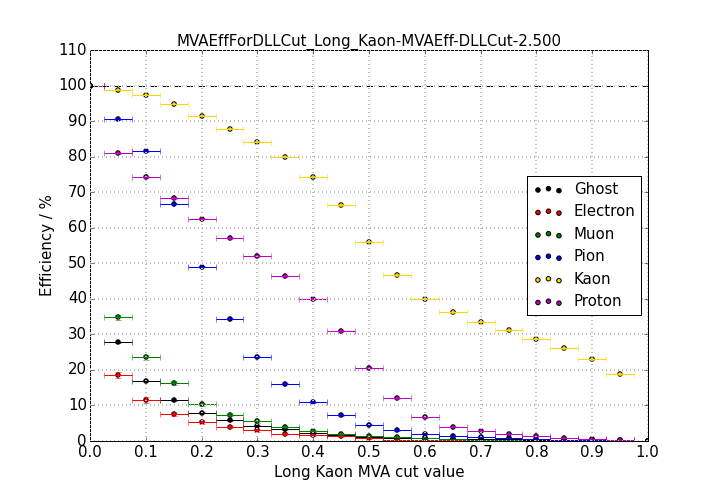 MVAEffForDLLCut_Long_Kaon-MVAEff-DLLCut-2.500
110
100
90
80
70
60
50
40
30
20
10
0
Efficiency / %
Ghost
Electron
Muon
Pion
Kaon
Proton
0.0 0.1 0.2 0.3 0.4 0.5 0.6 0.7 0.8 0.9 1.0
Long Kaon MVA cut value